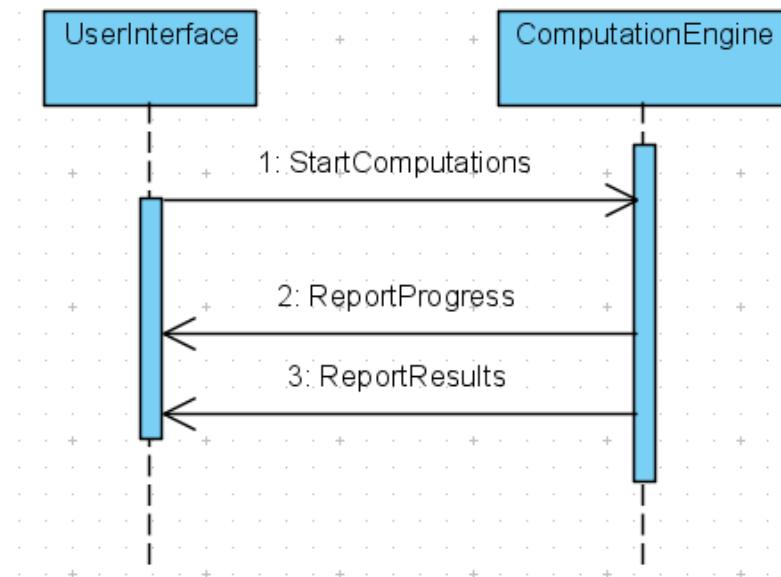 UserInterface
ComputationEngine
1: StartComputations
2: ReportProgress
3: ReportResults